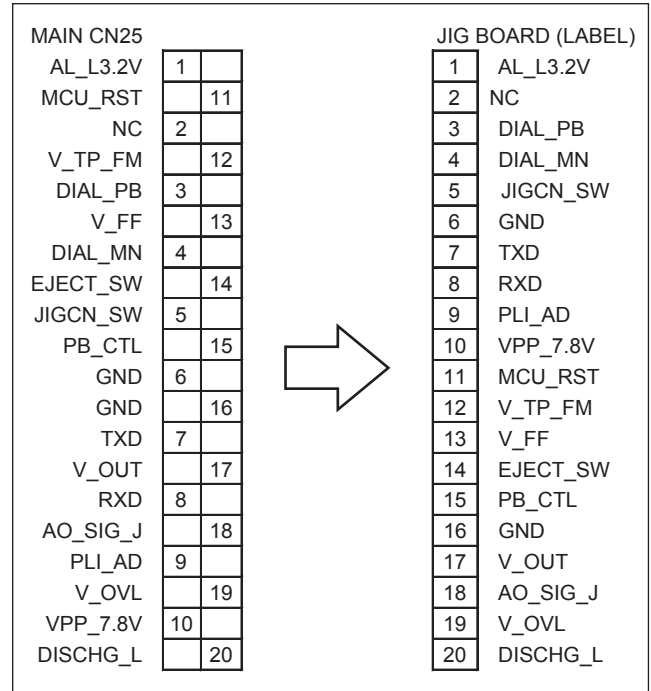 MAIN CN25
AL_L3.2V 1
MCU_RST 11
NC 2
V_TP_FM 12
DIAL_PB 3
V_FF 13
DIAL_MN 4
EJECT_SW 14
JIGCN_SW 5
PB_CTL 15
GND 6
GND 16
TXD 7
V_OUT 17
RXD 8
AO_SIG_J 18
PLI_AD 9
V_OVL 19
VPP_7.8V 10
DISCHG_L 20
JIG BOARD (LABEL)
1 AL_L3.2V
2 NC
3 DIAL_PB
4 DIAL_MN
5 JIGCN_SW
6 GND
7 TXD
8 RXD
9 PLI_AD
10 VPP_7.8V
11 MCU_RST
12 V_TP_FM
13 V_FF
14 EJECT_SW
15 PB_CTL
16 GND
17 V_OUT
18 AO_SIG_J
19 V_OVL
20 DISCHG_L